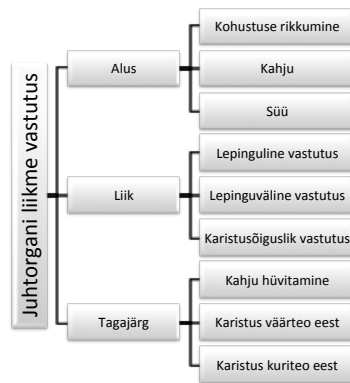 Juhtorgani liikme vastutus
Alus
Kohustuse rikkumine
Kahju
Süü
Liik
Lepinguline vastutus
Lepinguväline vastutus
Karistusõiguslik vastutus
Tagajärg
Kahju hüvitamine
Karistus väärteo eest
Karistus kuriteo eest